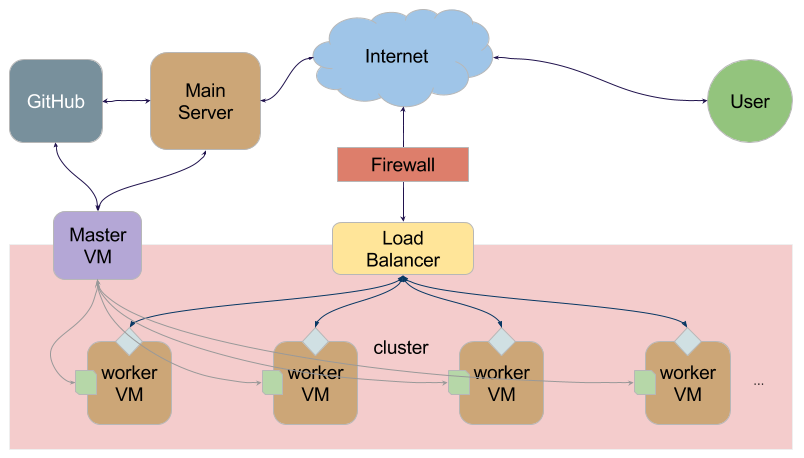 Internet
GitHub
Main
Server
User
Firewall
Master
VM
Load
Balancer
cluster
worker
VM
worker
VM
worker
VM
worker
VM
...